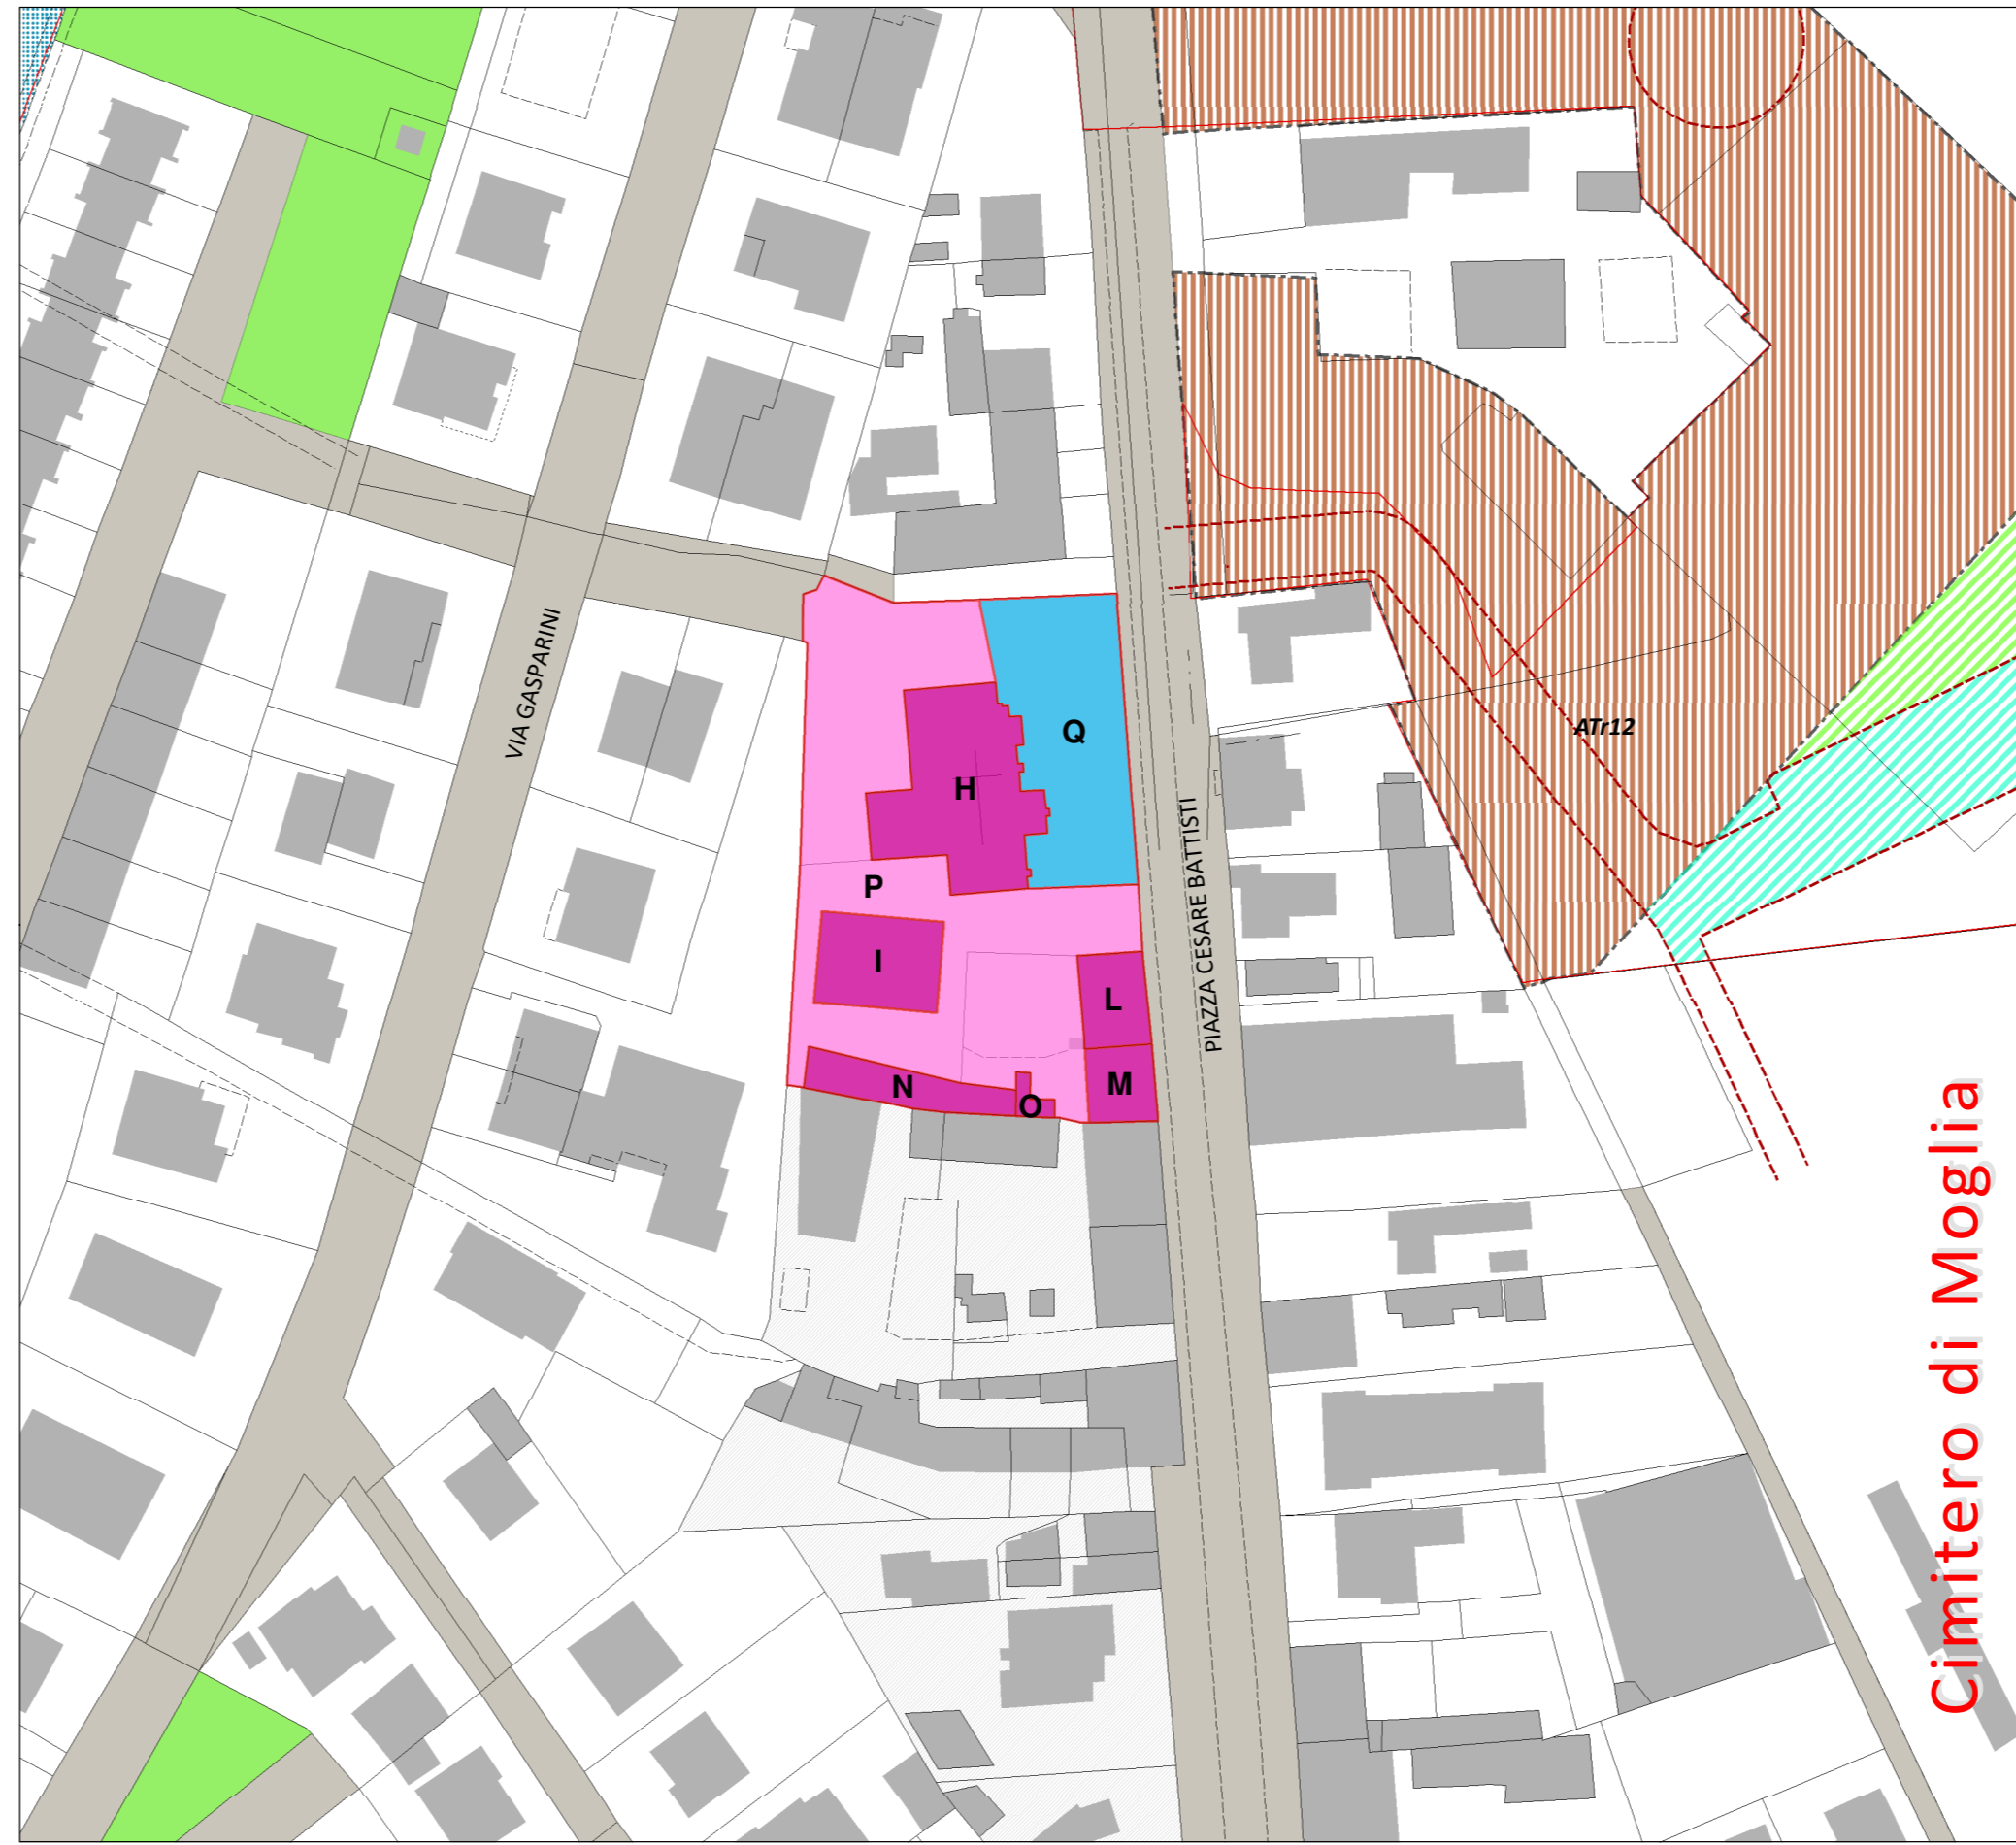 VIA GASPARINI
Q
H
P
I
L
N
O
M
PIAZZA CESARE BATTISTI
ATr12
Cimitero di Moglia